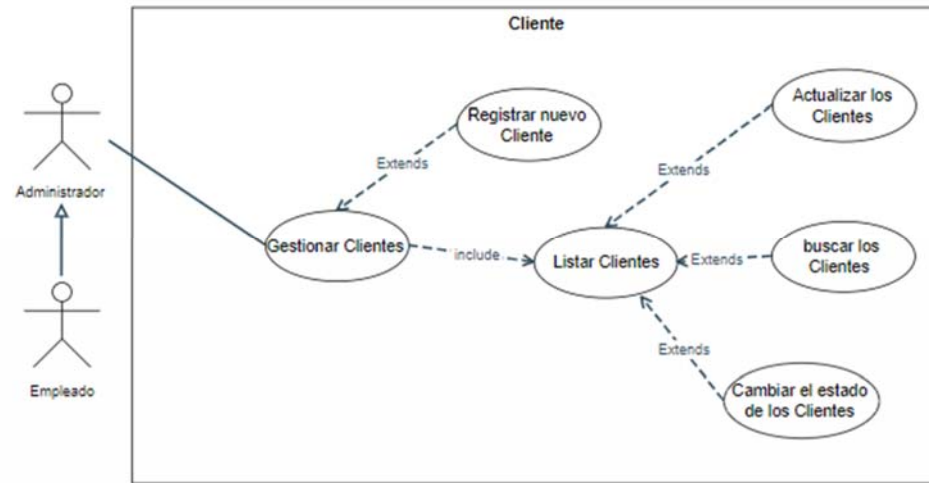 Cliente
Administrador
Empleado
Registrar nuevo
Cliente
Extends
Gestionar Clientes
include
Listar Clientes
Actualizar los
Clientes
Extends
buscar los
Clientes
Extends
Cambiar el estado
de los Clientes
Extends